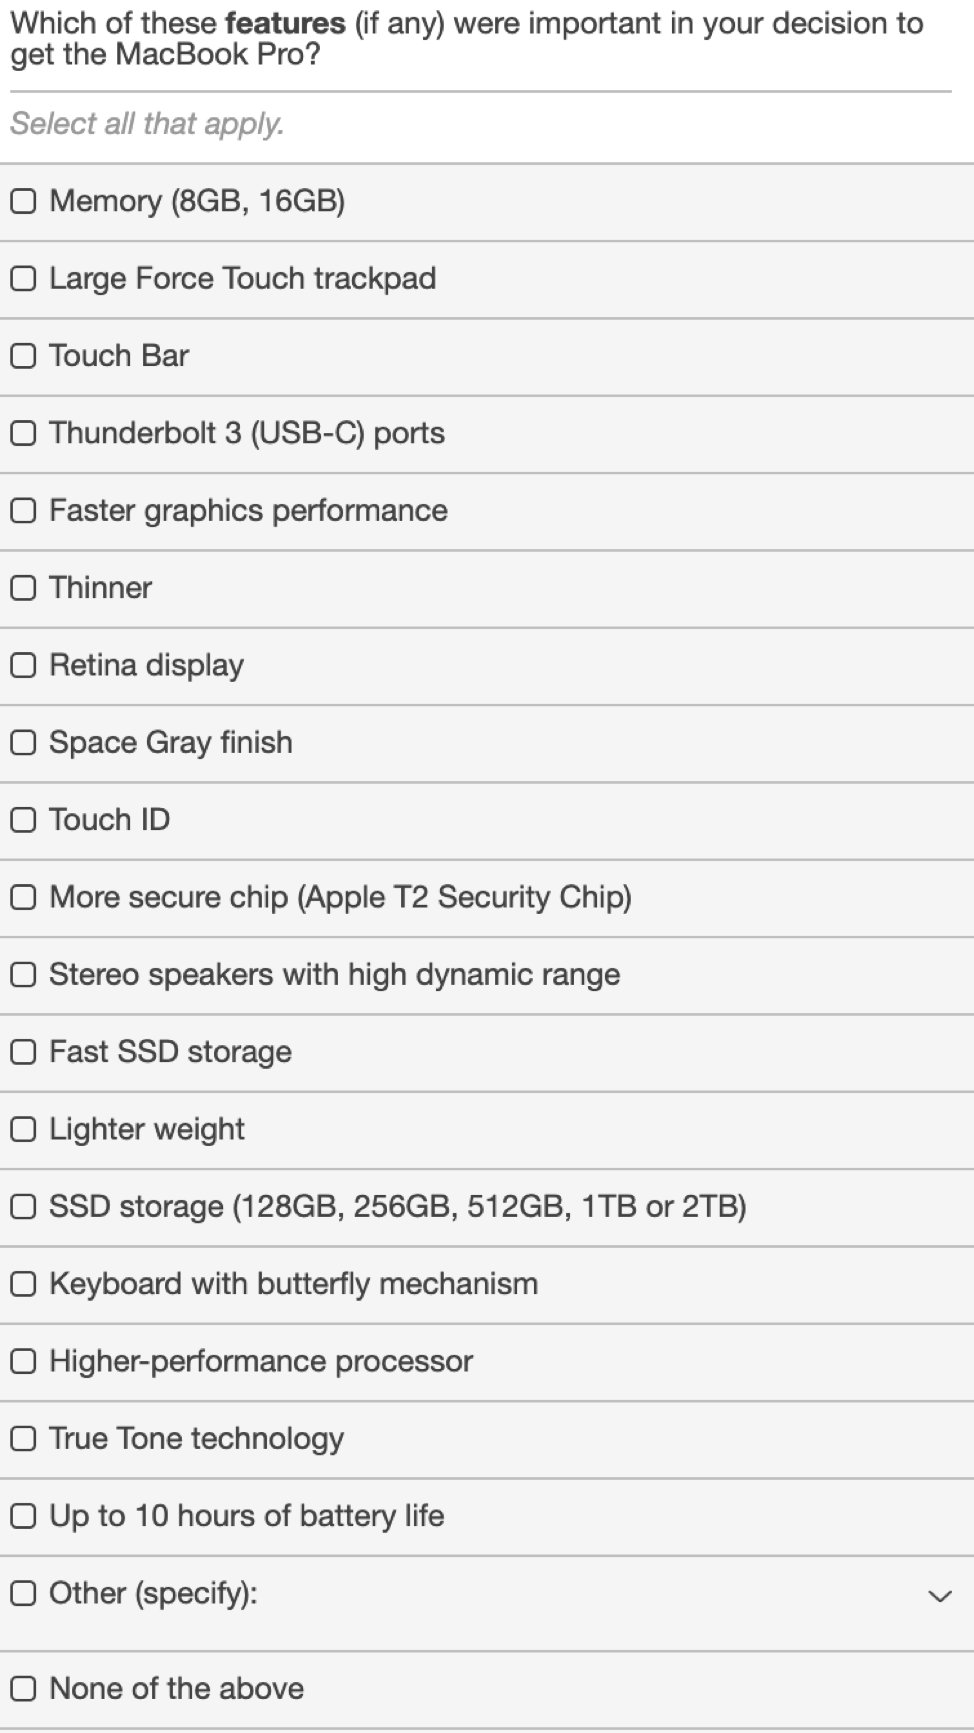 Which of these features (if any) were important in your decision to
get the MacBook Pro?
Select all that apply.
Memory (8GB, 16GB)
Large Force Touch trackpad
Touch Bar
Thunderbolt 3 (USB-C) ports
Faster graphics performance
Thinner
Retina display
Space Gray finish
Touch ID
More secure chip (Apple T2 Security Chip)
Stereo speakers with high dynamic range
Fast SSD storage
Lighter weight
SSD storage (128GB, 256GB, 512GB, 1TB or 2TB)
Keyboard with butterfly mechanism
Higher-performance processor
True Tone technology
Up to 10 hours of battery life
Other (specify):
None of the above